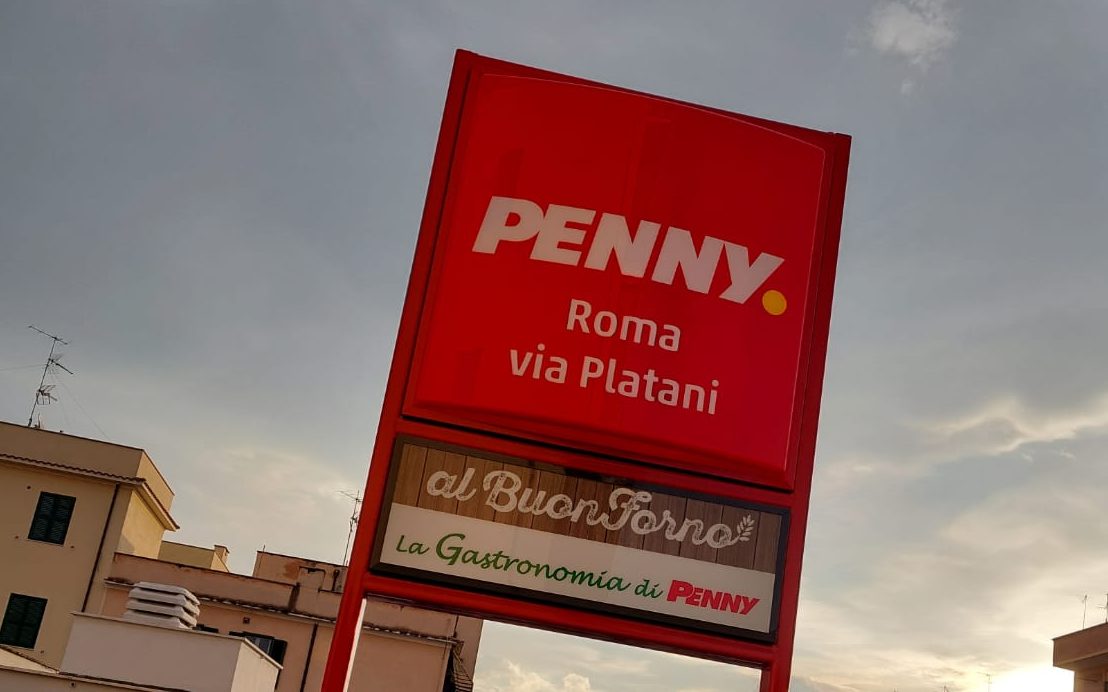 PENNY.
Roma
via Platani
al BuonForno
La Gastronomia di PENNY